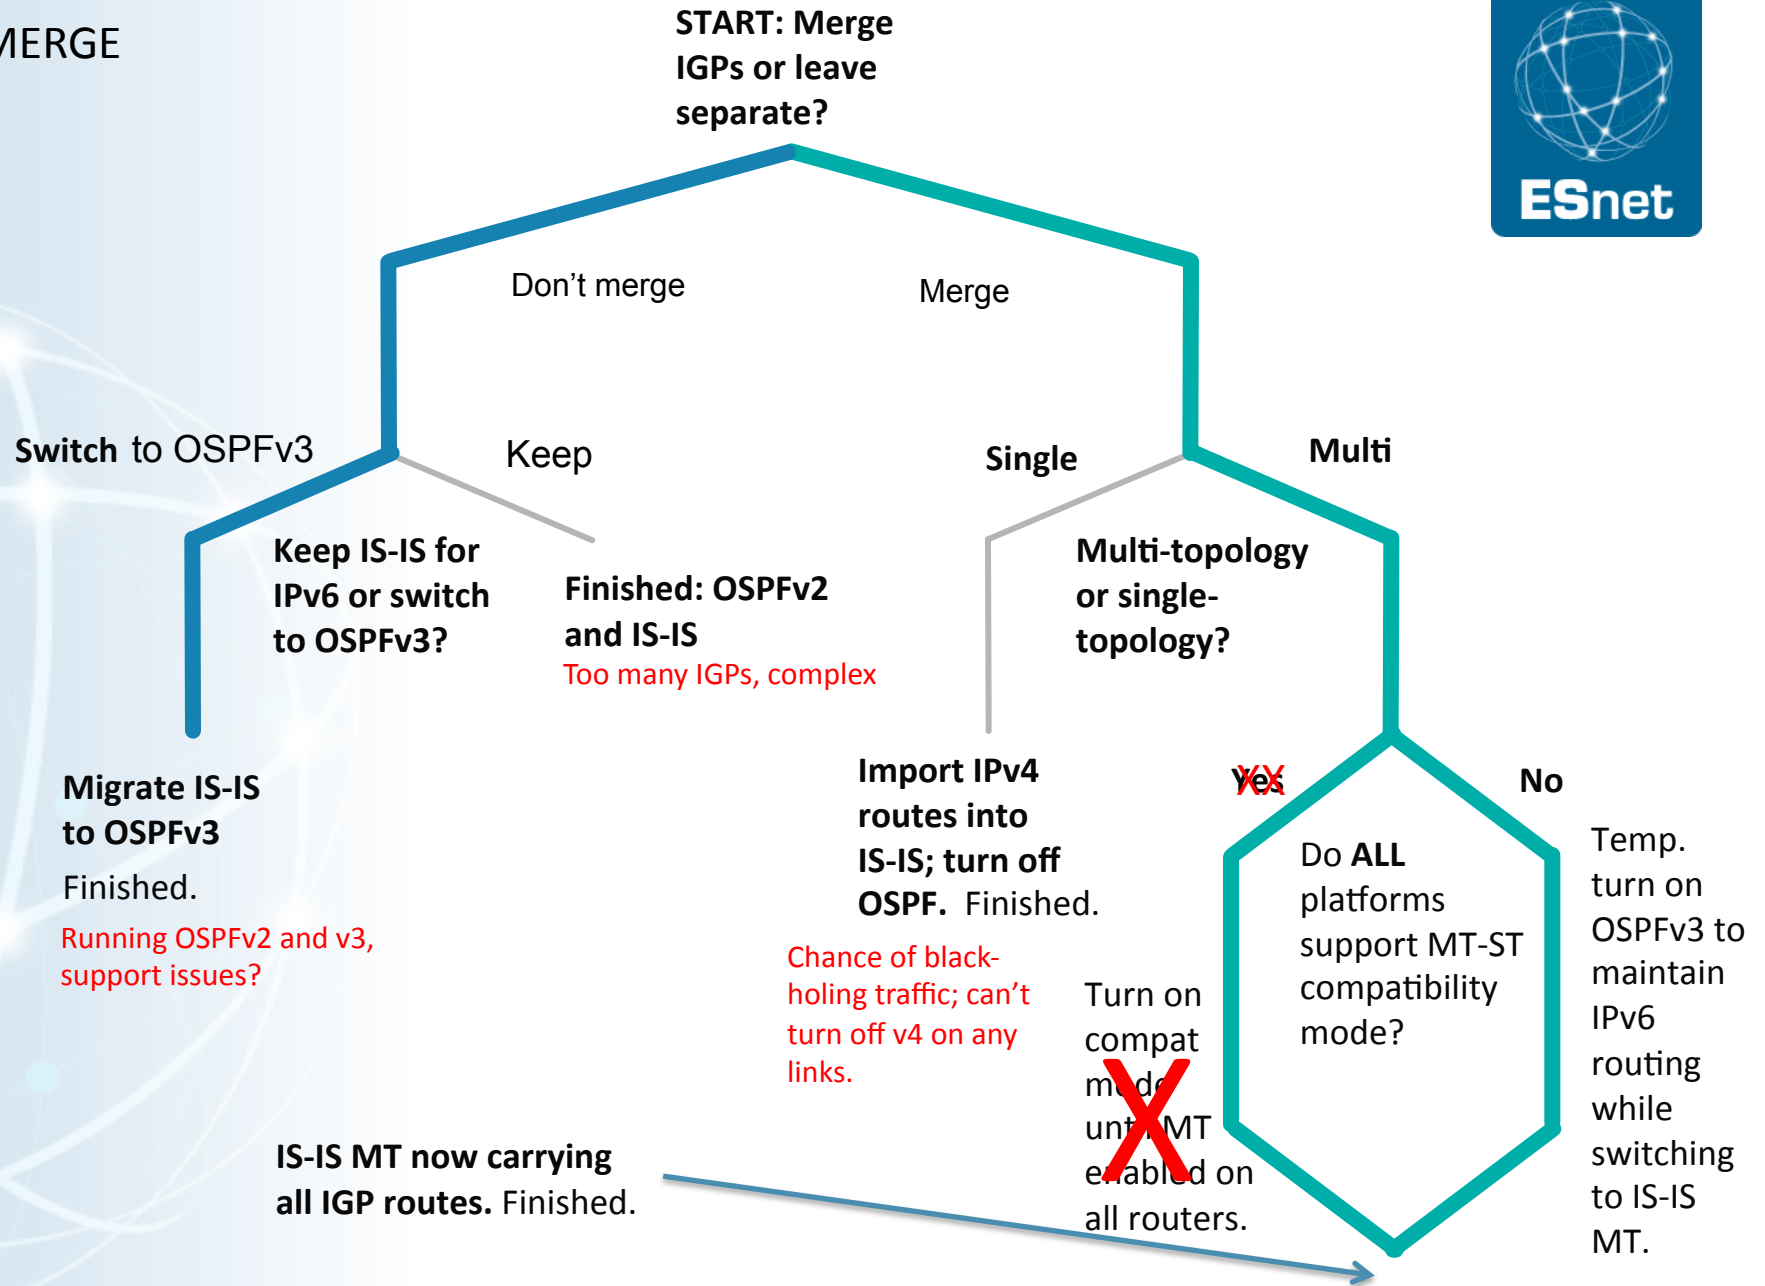 MERGE
START: Merge
IGPs or leave
separate?
ESnet
Don't merge
Merge
Switch to OSPFv3
Keep
Single
Multi
Keep IS-IS for
IPv6 or switch
to OSPFv3?
Finished: OSPFv2
and IS-IS
Too many IGPs, complex
Multi-topology
or single-
topology?
Migrate IS-IS
to OSPFv3
Finished.
Running OSPFv2 and v3,
support issues?
Import IPv4
routes into
IS-IS; turn off
OSPF. Finished.
Chance of black-
holing traffic; can't
turn off v4 on any
links.
Yes
XX
No
Do ALL
platforms
support MT-ST
compatibility
mode?
Turn on
compat
mode
until MT
enabled on
all routers.
X
Temp.
turn on
OSPFv3 to
maintain
IPv6
routing
while
switching
to IS-IS
MT.
IS-IS MT now carrying
all IGP routes. Finished.